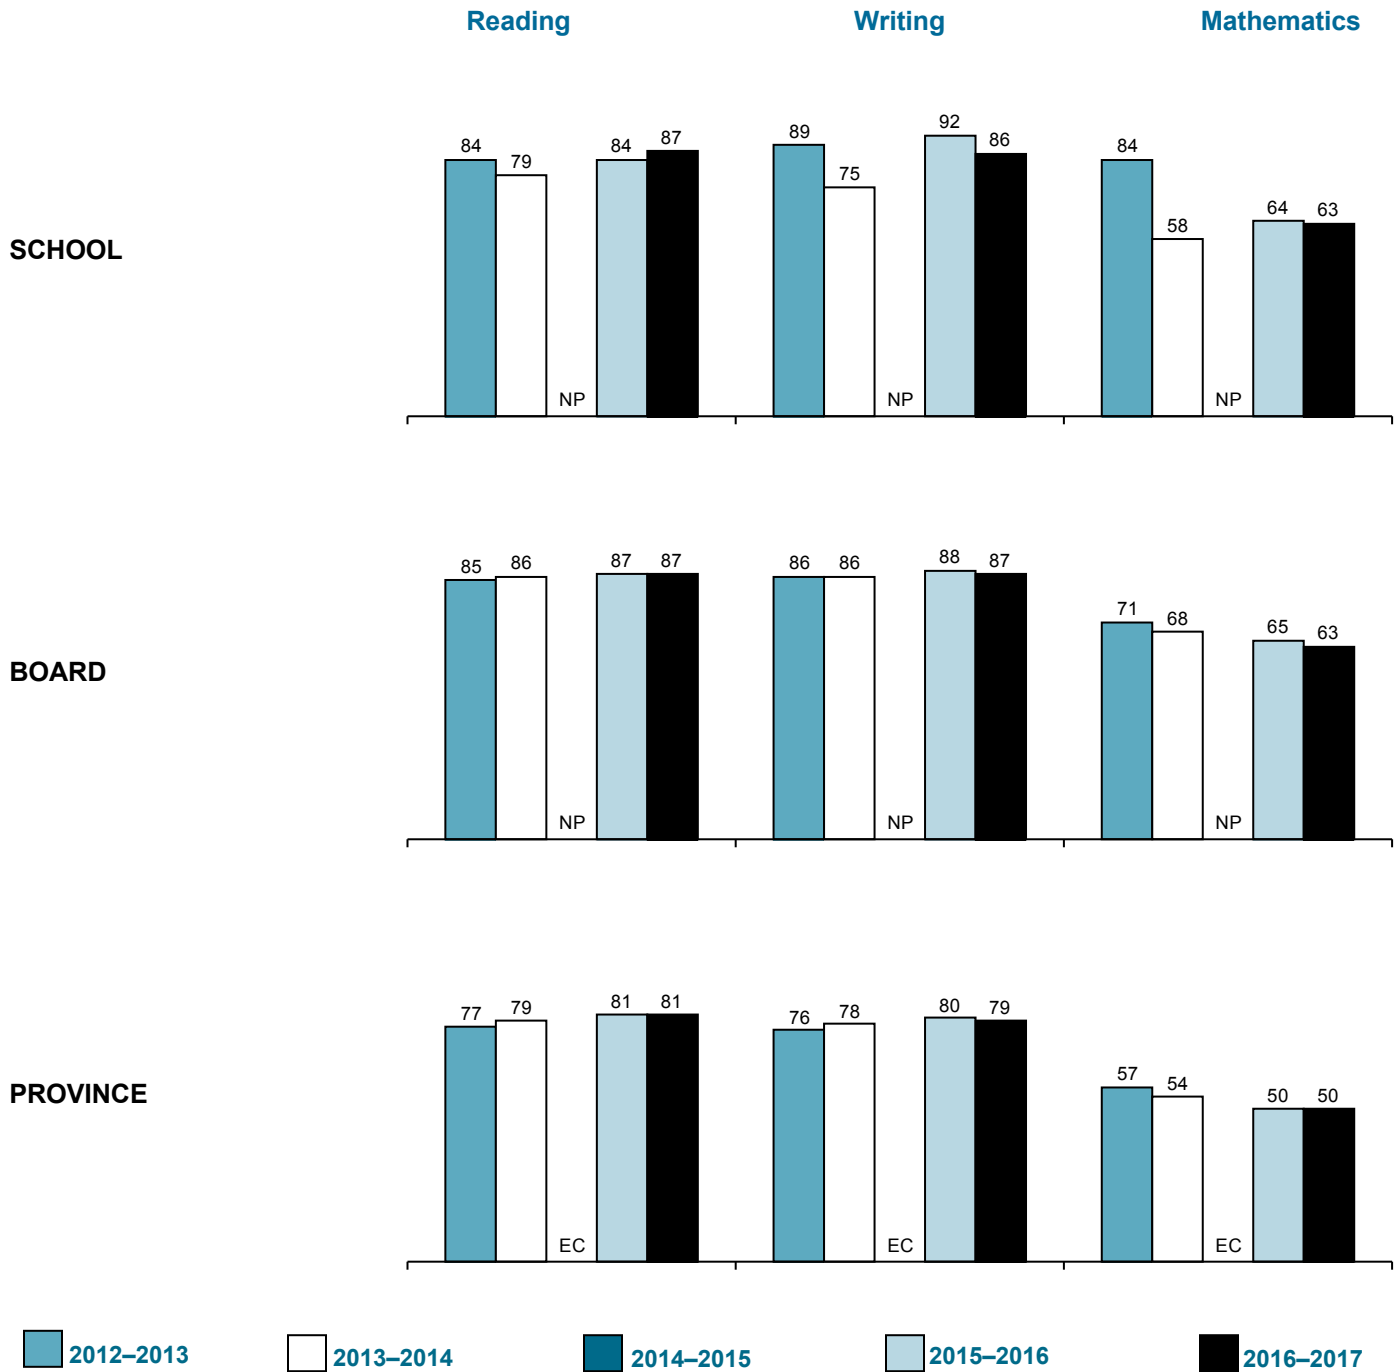 Reading Writing Mathematics
SCHOOL
84 79 NP 84 87 89 75 NP 92 86 84 58 NP 64 63
BOARD
85 86 NP 87 87 86 86 NP 88 87 71 68 NP 65 63
PROVINCE
77 79 EC 81 81 76 78 EC 80 79 57 54 EC 50 50
2012–2013 2013–2014 2014–2015 2015–2016 2016–2017